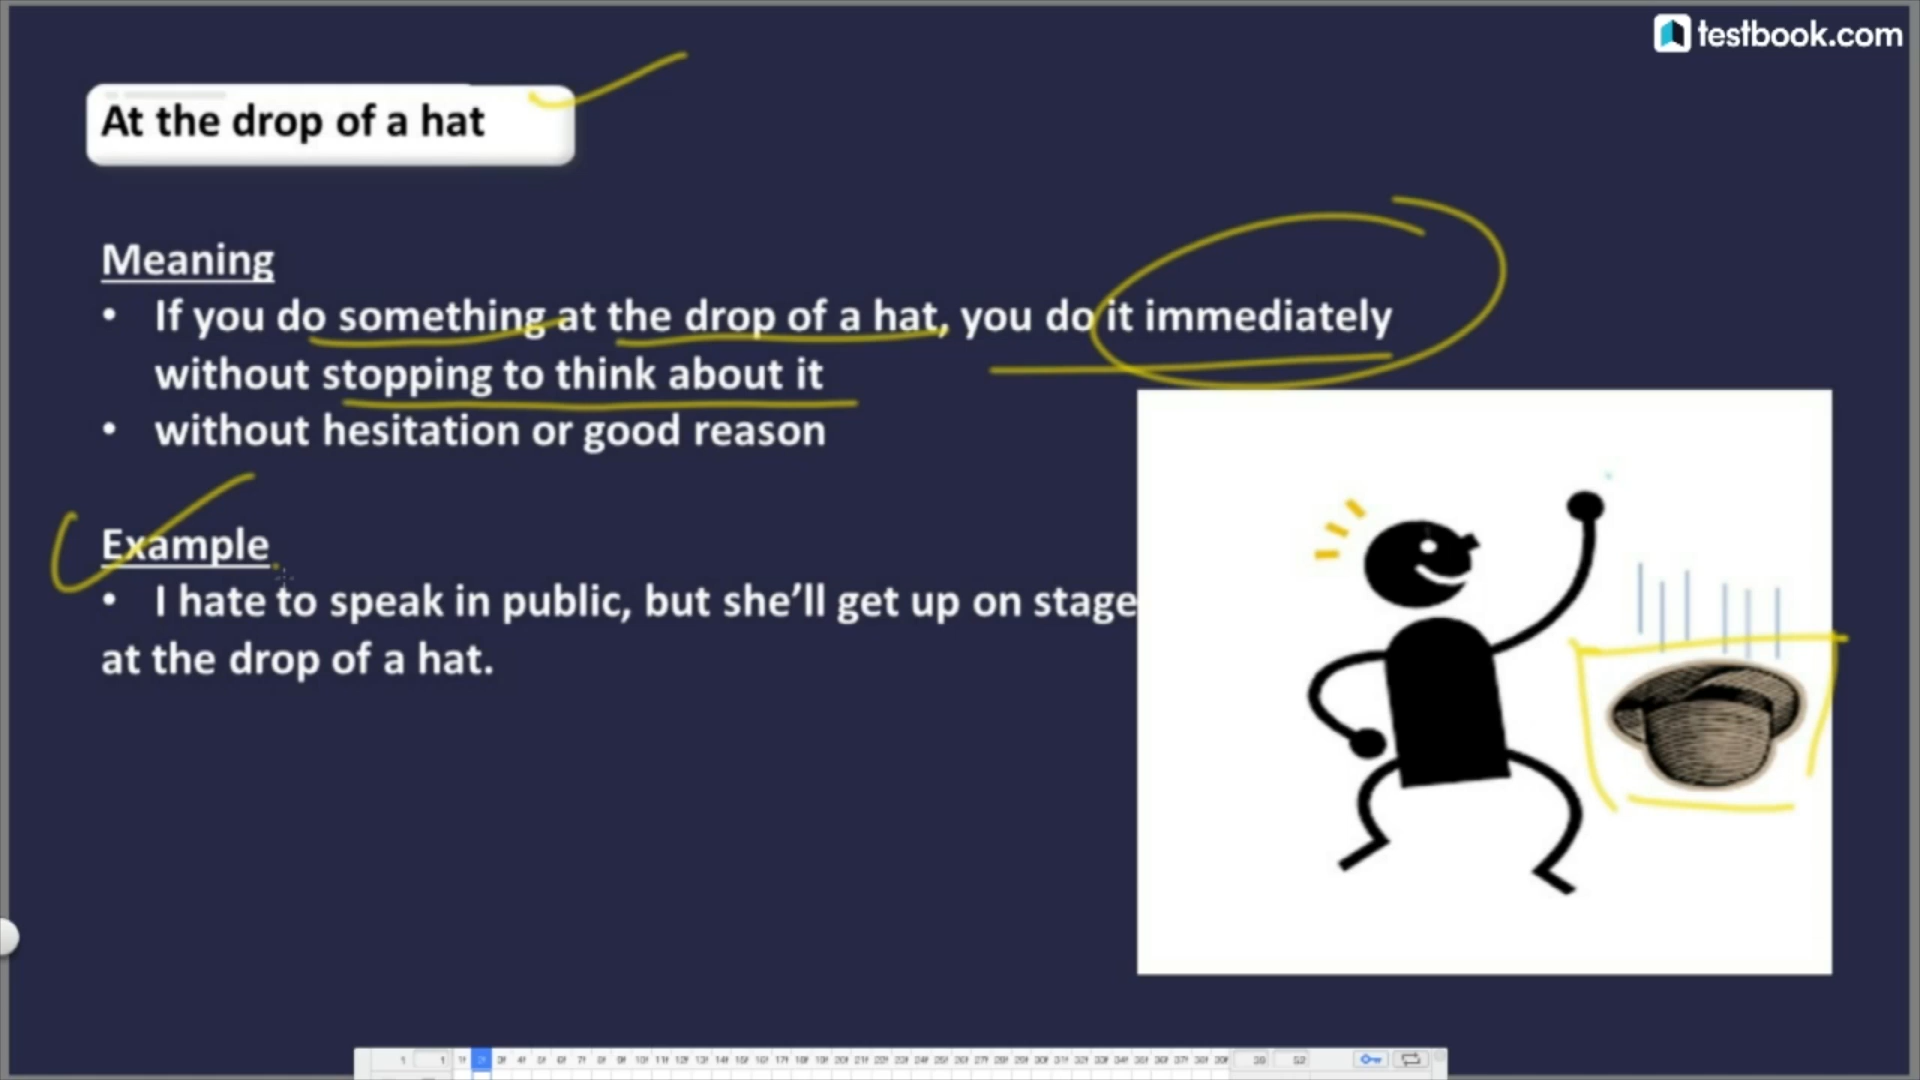 testbook.com
At the drop of a hat
Meaning
• If you do something at the drop of a hat, you do it immediately
without stopping to think about it
• without hesitation or good reason
Example
• I hate to speak in public, but she’ll get up on stage
at the drop of a hat.